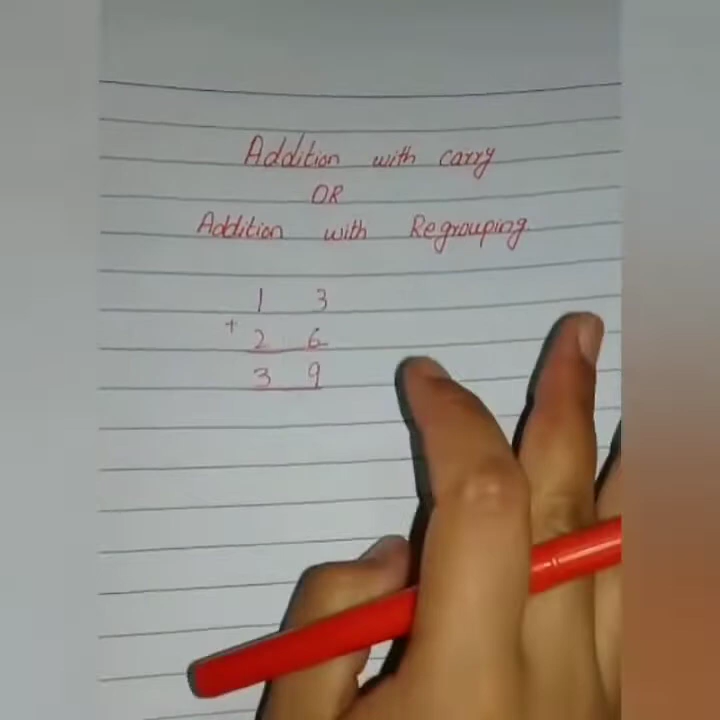 Addition with carry
OR
Addition with Regrouping
1 3
+ 2 6
3 9